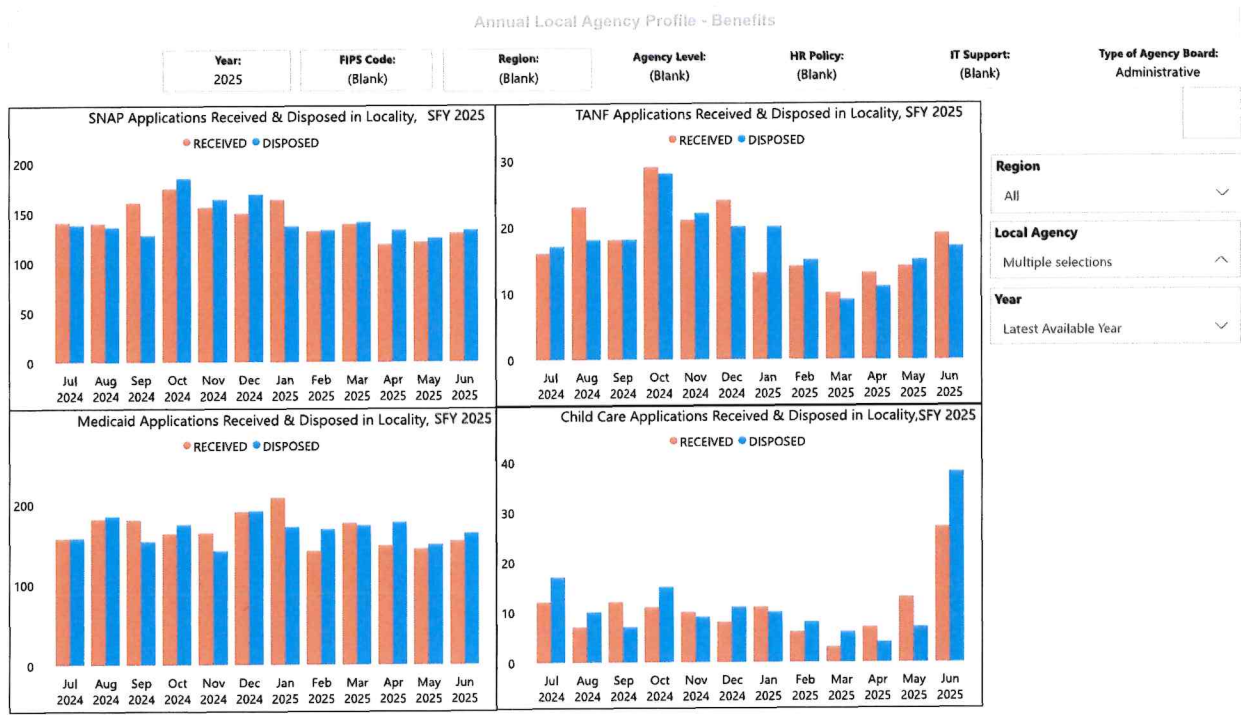 Annual Local Agency Profile - Benefits
Year:
2025
FIPS Code:
(Blank)
Region:
(Blank)
Agency Level:
(Blank)
HR Policy:
(Blank)
IT Support:
(Blank)
Type of Agency Board:
Administrative
SNAP Applications Received & Disposed in Locality, SFY 2025
RECEIVED DISPOSED
200
150
100
50
0
Jul Aug Sep Oct Nov Dec Jan Feb Mar Apr May Jun
2024 2024 2024 2024 2024 2024 2025 2025 2025 2025 2025 2025
TANF Applications Received & Disposed in Locality, SFY 2025
RECEIVED DISPOSED
30
20
10
0
Jul Aug Sep Oct Nov Dec Jan Feb Mar Apr May Jun
2024 2024 2024 2024 2024 2024 2025 2025 2025 2025 2025 2025
Region
All
Local Agency
Multiple selections
Year
Latest Available Year
Medicaid Applications Received & Disposed in Locality, SFY 2025
RECEIVED DISPOSED
200
100
0
Jul Aug Sep Oct Nov Dec Jan Feb Mar Apr May Jun
2024 2024 2024 2024 2024 2024 2025 2025 2025 2025 2025 2025
Child Care Applications Received & Disposed in Locality,SFY 2025
RECEIVED DISPOSED
40
30
20
10
0
Jul Aug Sep Oct Nov Dec Jan Feb Mar Apr May Jun
2024 2024 2024 2024 2024 2024 2025 2025 2025 2025 2025 2025